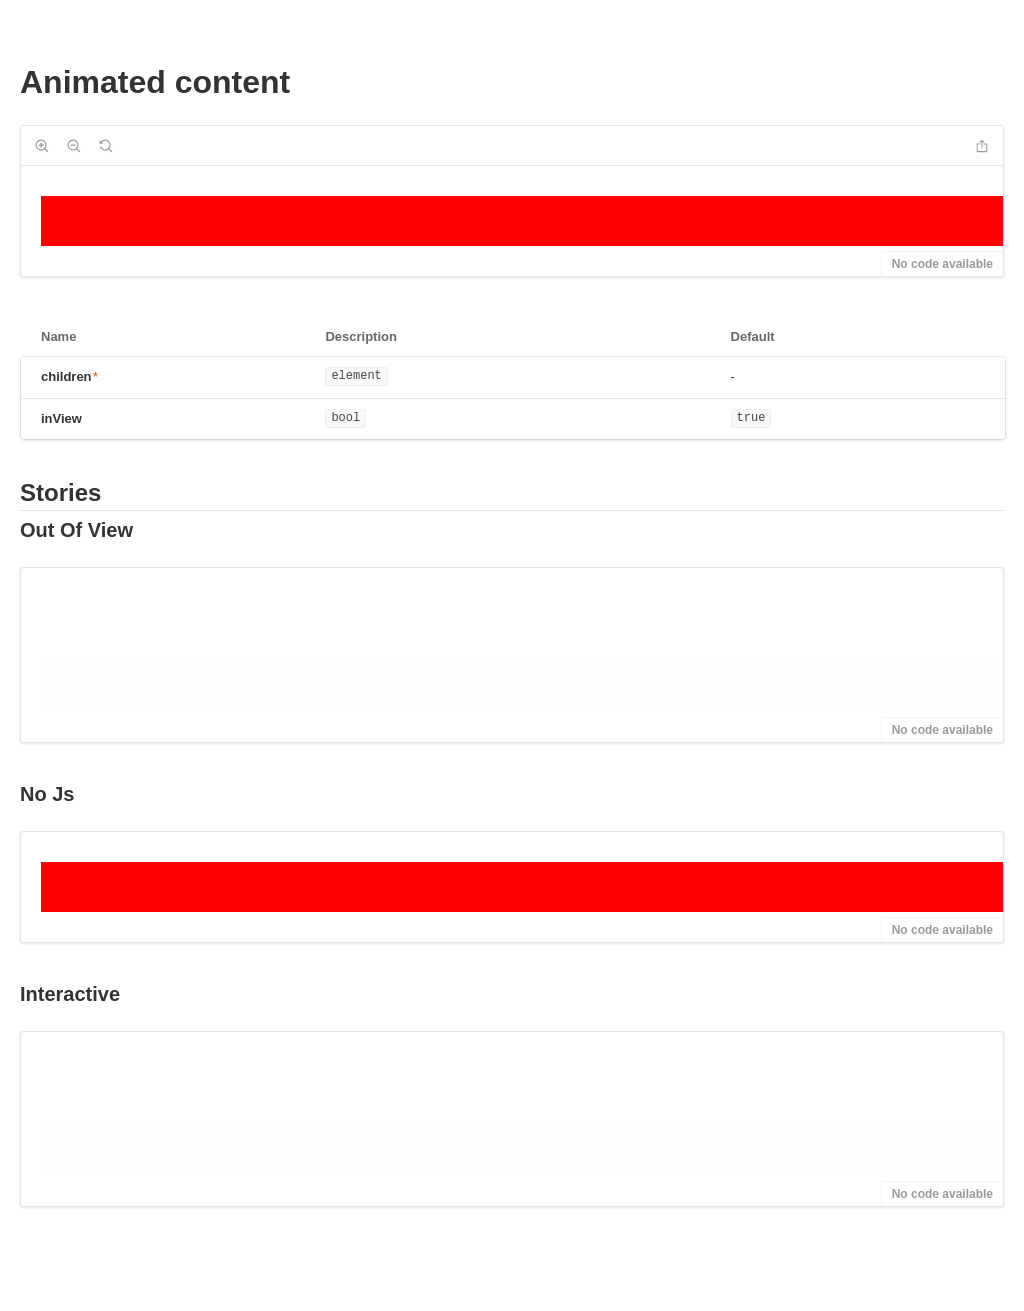 Animated content
No code available
Name Description Default
children* element -
inView bool true
Stories
Out Of View
No code available
No Js
No code available
Interactive
No code available